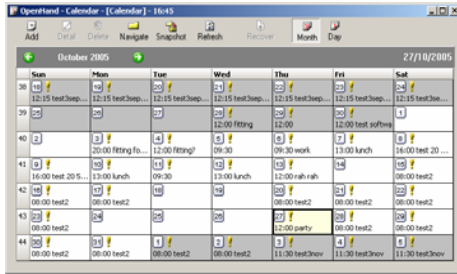 OpenHand - Calendar - [Calendar] - 16:45
Add Detail Delete Navigate Snapshot Refresh Recover Month Day
October 2005 27/10/2005
Sun Mon Tue Wed Thu Fri Sat
38 18 19 20 21 22 23 24
12:15 test3sep... 12:15 test3sep... 12:15 test3sep... 12:15 test3sep... 12:15 test3sep... 12:15 test3sep... 12:15 test3se...
39 25 26 27 28 29 30 1
12:00 fitting 12:00 12:00 test softwa
40 2 3 4 5 6 7 8
20:00 fitting fo... 12:00 fitting? 09:30 09:30 work 13:00 lunch 16:00 test 20 ...
41 9 10 11 12 13 14 15
16:00 test 20 S... 13:00 lunch 09:30 13:00 lunch 12:00 rah rah 08:00 test2
42 16 17 18 19 20 21 22
08:00 test2 08:00 test2 08:00 test2 08:00 test2 08:00 test2
43 23 24 25 26 27 28 29
08:00 test2 12:00 party 08:00 test2 08:00 test2
44 30 31 1 2 3 4 5
08:00 test2 08:00 test2 08:00 test2 08:00 test2 11:30 test3nov 11:30 test3nov 11:30 test3nov